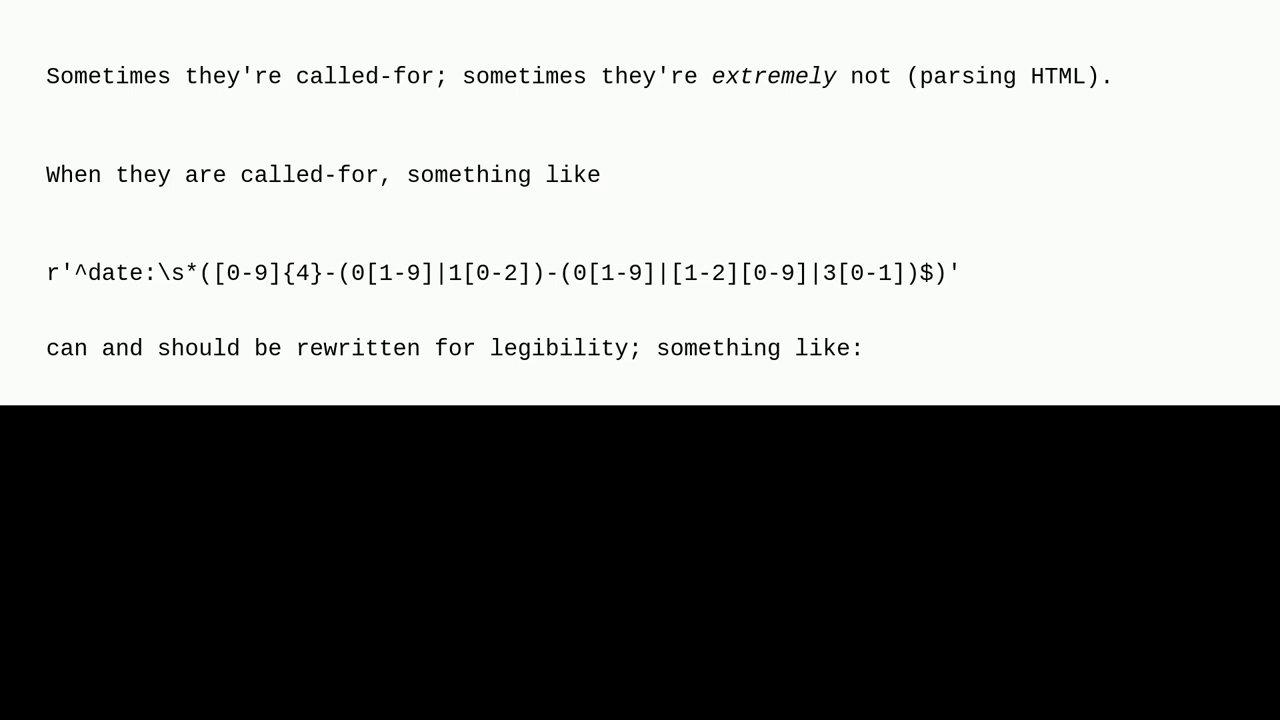 Sometimes they're called-for; sometimes they're extremely not (parsing HTML).
When they are called-for, something like
r'^date:\s*([0-9]{4}-(0[1-9]|1[0-2])-(0[1-9]|[1-2][0-9]|3[0-1])$)'
can and should be rewritten for legibility; something like: